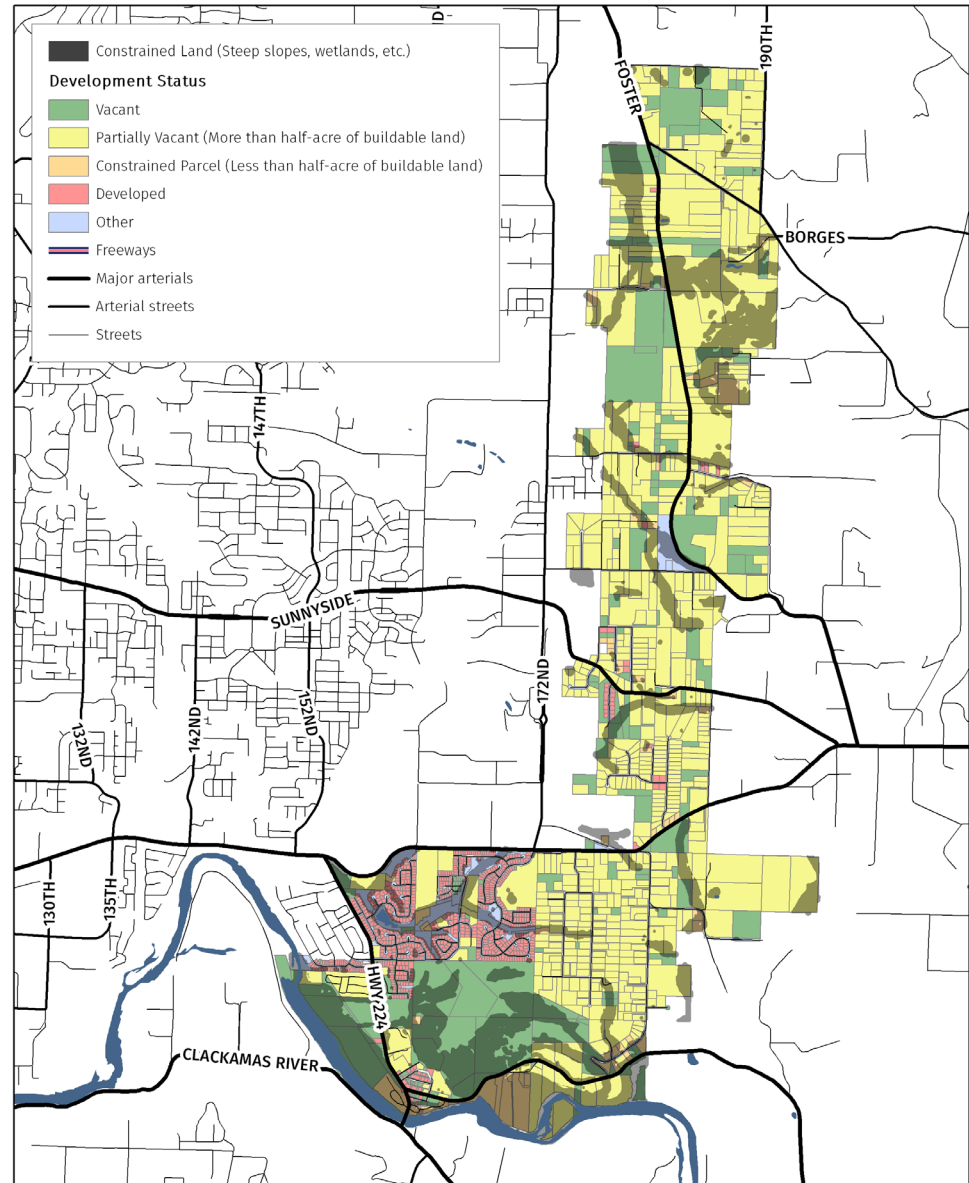 Constrained Land (Steep slopes, wetlands, etc.)
Development Status
Vacant
Partially Vacant (More than half-acre of buildable land)
Constrained Parcel (Less than half-acre of buildable land)
Developed
Other
Freeways
Major arterials
Arterial streets
Streets
FOSTER
190TH
BORGES
147TH
SUNNYSIDE
172ND
132ND
142ND
152ND
130TH
135TH
HWY 224
CLACKAMAS RIVER